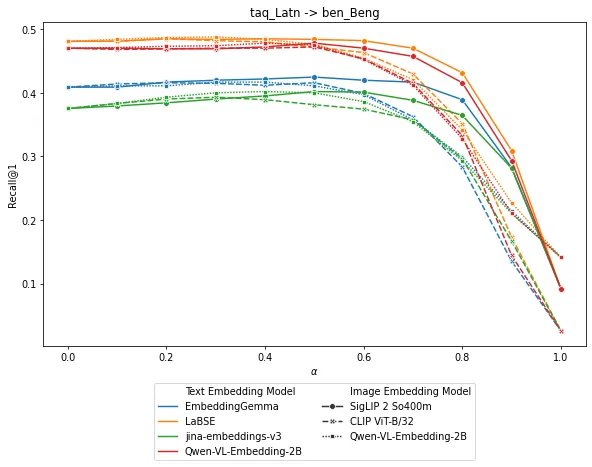 taq_Latn -> ben_Beng
Recall@1
0.5
0.4
0.3
0.2
0.1
0.0 0.2 0.4 0.6 0.8 1.0
α
Text Embedding Model Image Embedding Model
EmbeddingGemma SigLIP 2 So400m
LaBSE CLIP ViT-B/32
jina-embeddings-v3 Qwen-VL-Embedding-2B
Qwen-VL-Embedding-2B